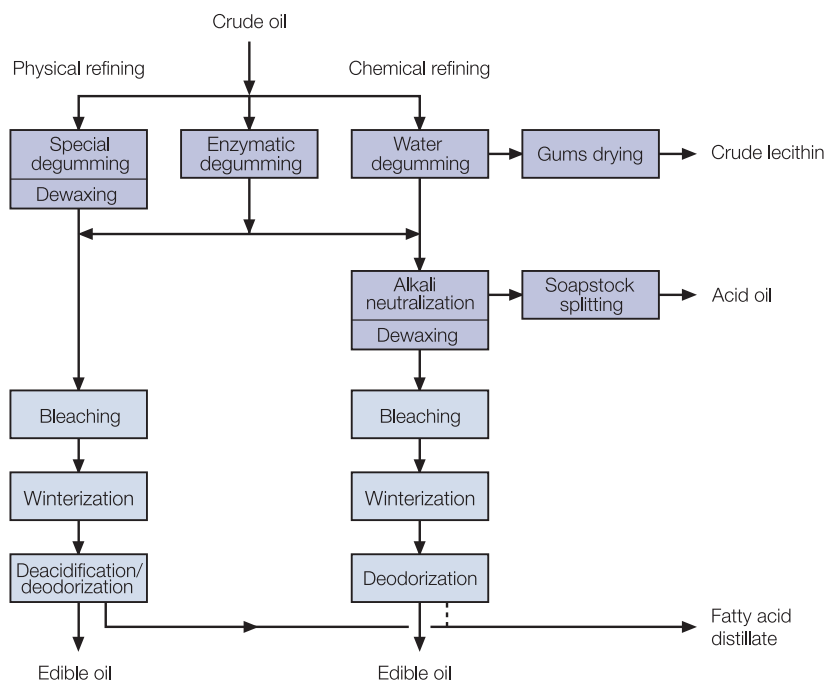 Crude oil
Physical refining
Chemical refining
Special
degumming
Dewaxing
Enzymatic
degumming
Water
degumming
Gums drying
Crude lecithin
Alkali
neutralization
Dewaxing
Soapstock
splitting
Acid oil
Bleaching
Bleaching
Winterization
Winterization
Deacidification/
deodorization
Deodorization
Fatty acid
distillate
Edible oil
Edible oil